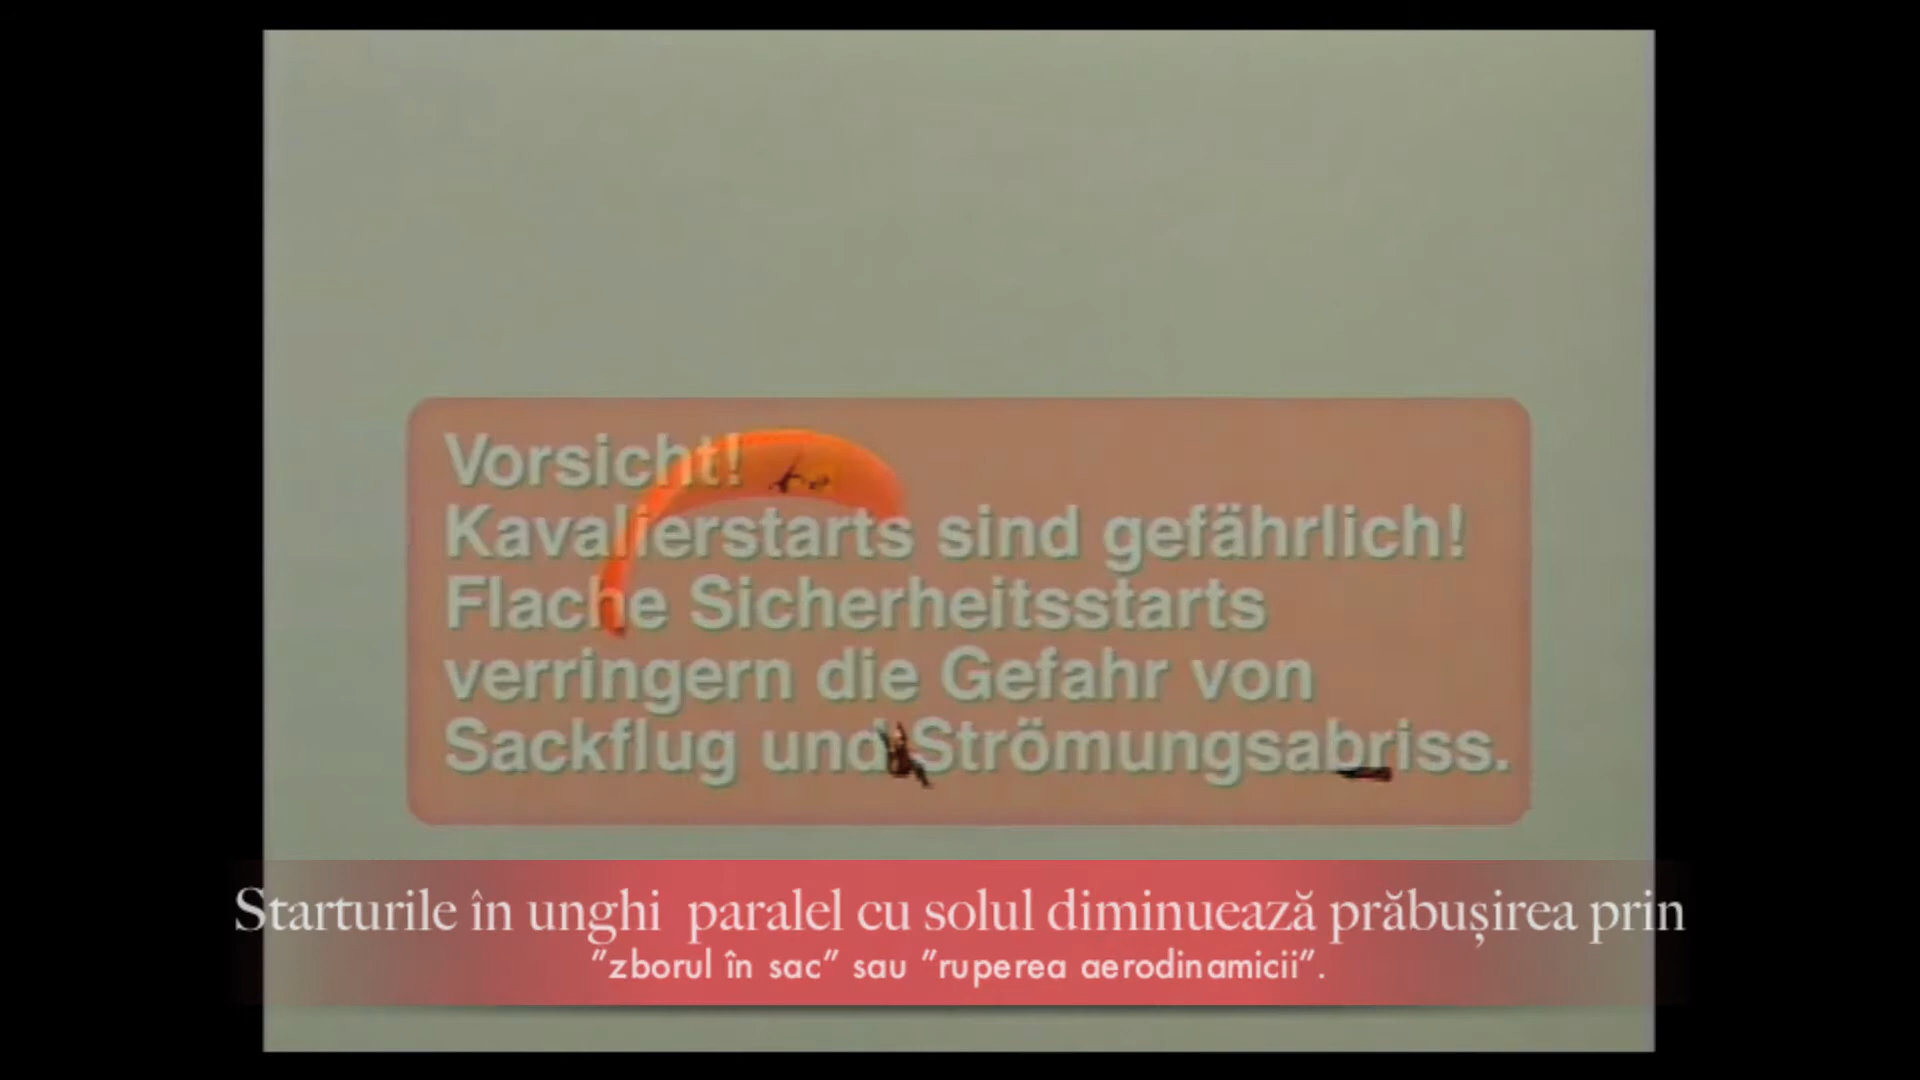 Vorsicht!
Kavalierstarts sind gefährlich!
Flache Sicherheitsstarts
verringern die Gefahr von
Sackflug und Strömungsabriss.
Starturile în unghi  paralel cu solul diminuează prăbușirea prin
”zborul în sac” sau ”ruperea aerodinamicii”.